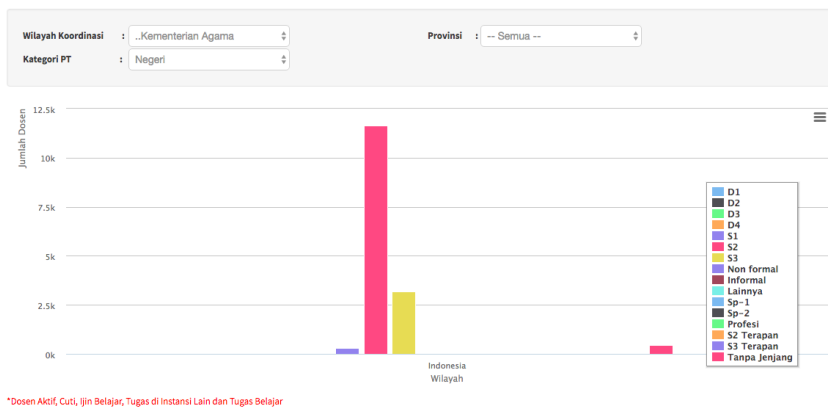 Wilayah Koordinasi : ..Kementerian Agama Provinsi : -- Semua --
Kategori PT : Negeri
Jumlah Dosen
12.5k
10k
7.5k
5k
2.5k
0k
Indonesia
Wilayah
D1
D2
D3
D4
S1
S2
S3
Non formal
Informal
Lainnya
Sp-1
Sp-2
Profesi
S2 Terapan
S3 Terapan
Tanpa Jenjang
*Dosen Aktif, Cuti, Ijin Belajar, Tugas di Instansi Lain dan Tugas Belajar